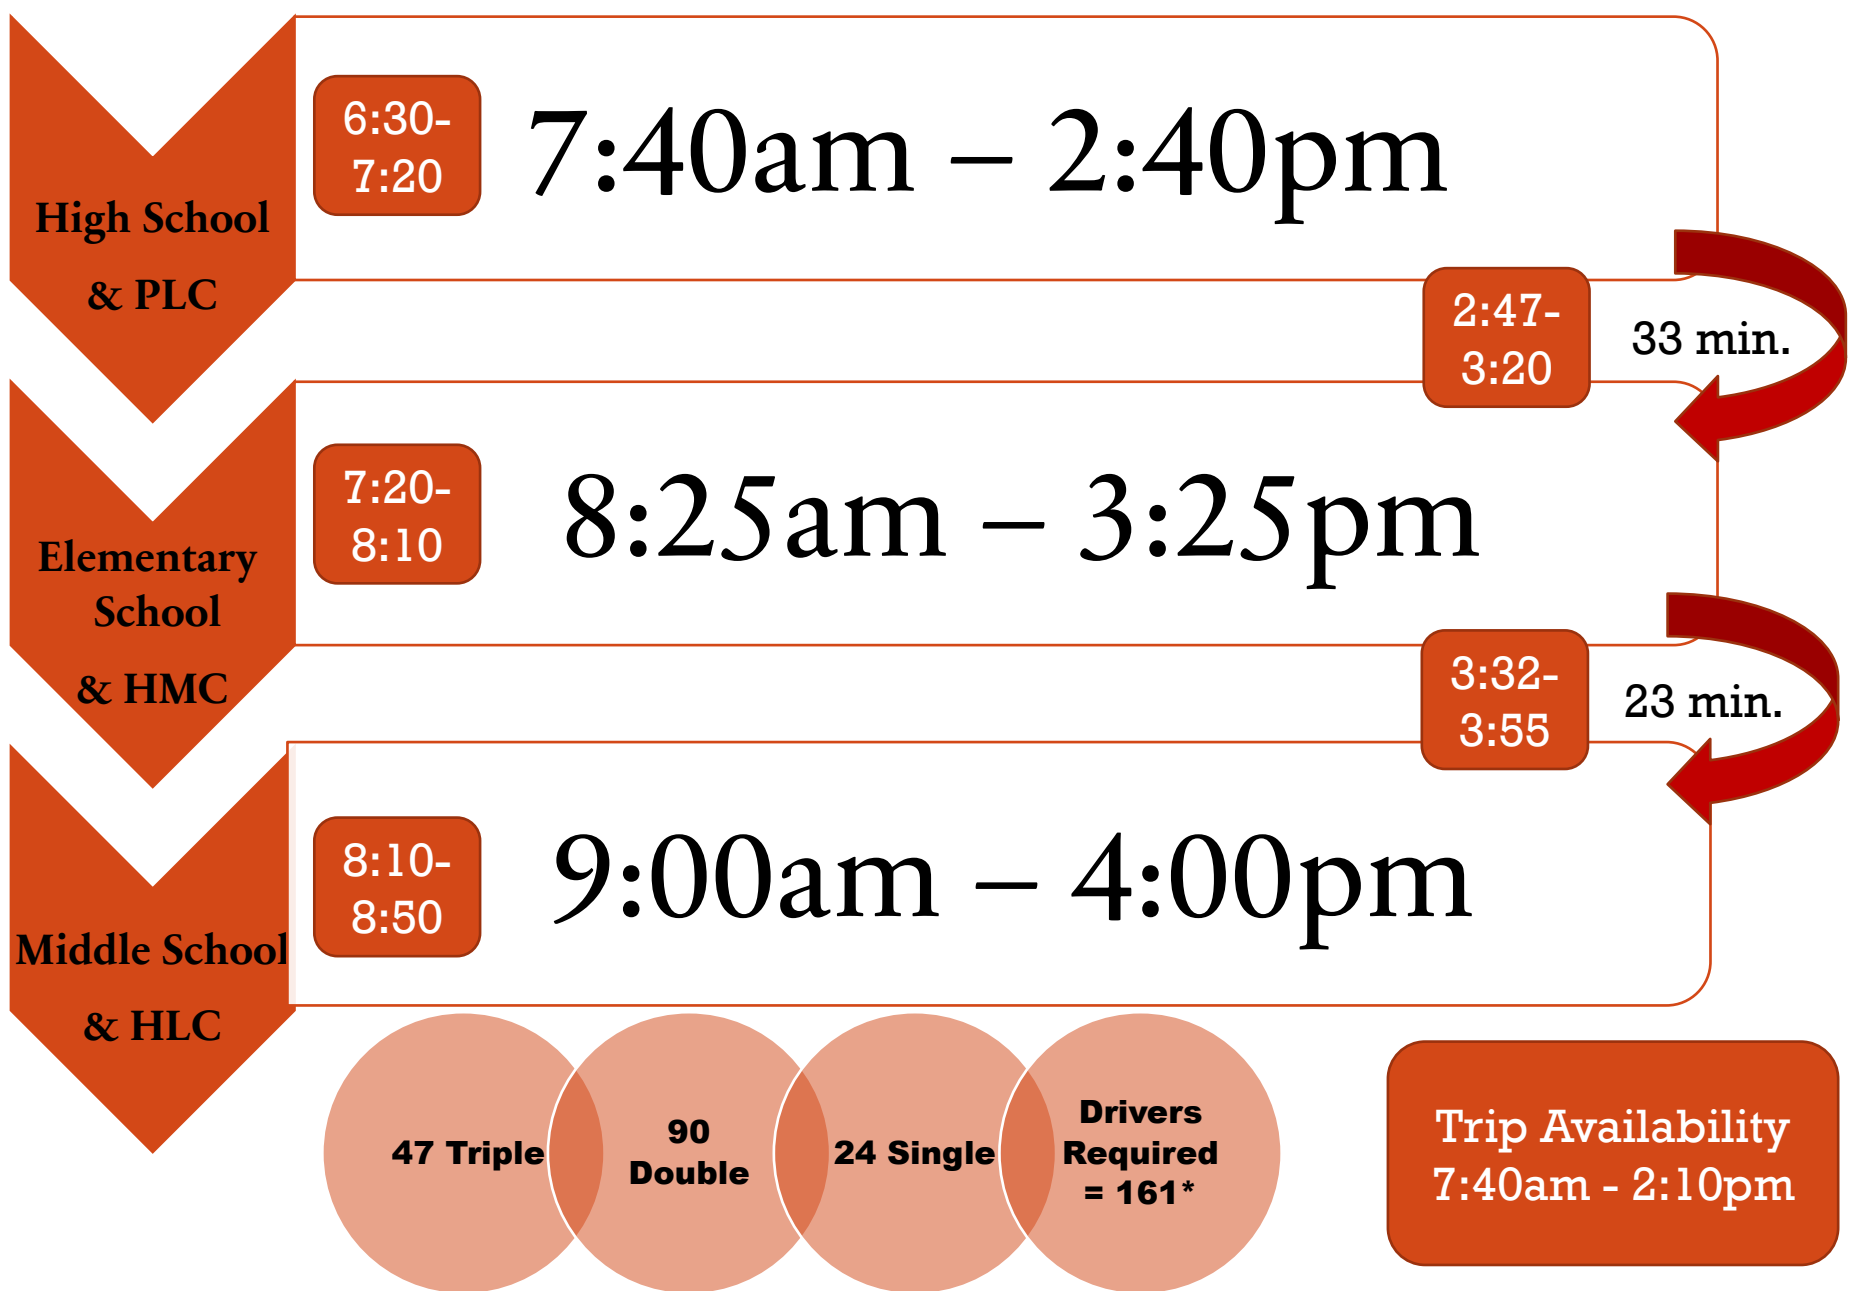 High School
& PLC
6:30-
7:20
7:40am – 2:40pm
2:47-
3:20
33 min.
Elementary
School
& HMC
7:20-
8:10
8:25am – 3:25pm
3:32-
3:55
23 min.
Middle School
& HLC
8:10-
8:50
9:00am – 4:00pm
47 Triple
90
Double
24 Single
Drivers
Required
= 161*
Trip Availability
7:40am - 2:10pm